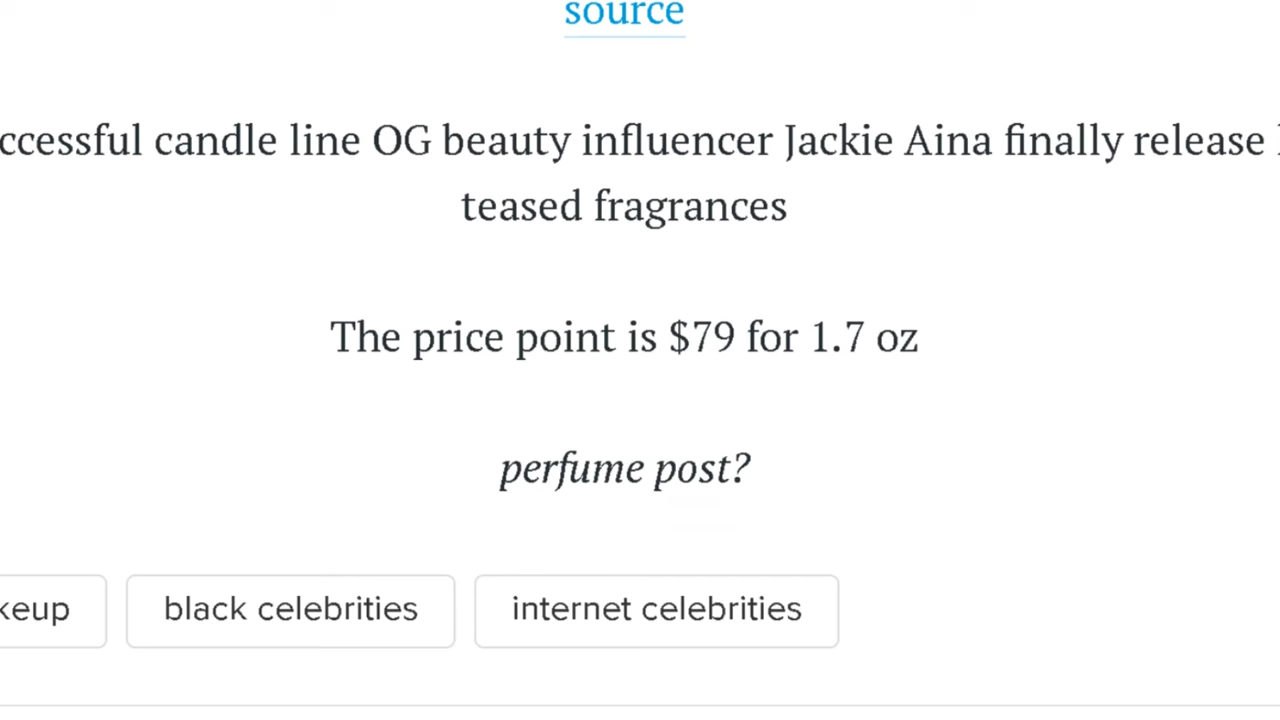 source
ccessful candle line OG beauty influencer Jackie Aina finally release
teased fragrances
The price point is $79 for 1.7 oz
perfume post?
keup
black celebrities
internet celebrities